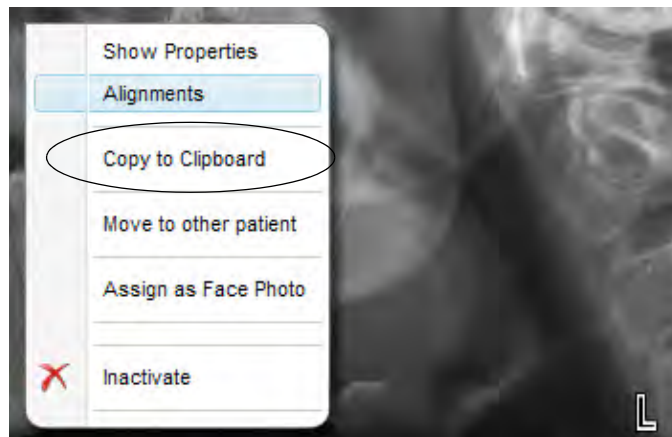 Show Properties
Alignments
Copy to Clipboard
Move to other patient
Assign as Face Photo
Inactivate
L